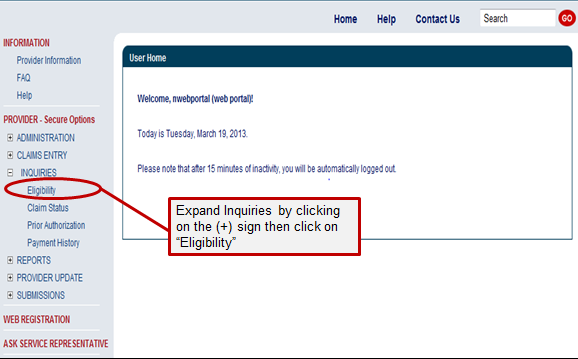 Home Help Contact Us Search GO
INFORMATION
Provider Information
FAQ
Help
PROVIDER - Secure Options
ADMINISTRATION
CLAIMS ENTRY
INQUIRIES
Eligibility
Claim Status
Prior Authorization
Payment History
REPORTS
PROVIDER UPDATE
SUBMISSIONS
WEB REGISTRATION
ASK SERVICE REPRESENTATIVE
User Home
Welcome, nwebportal (web portal)!
Today is Tuesday, March 19, 2013.
Please note that after 15 minutes of inactivity, you will be automatically logged out.
Expand Inquiries by clicking
on the (+) sign then click on
“Eligibility”